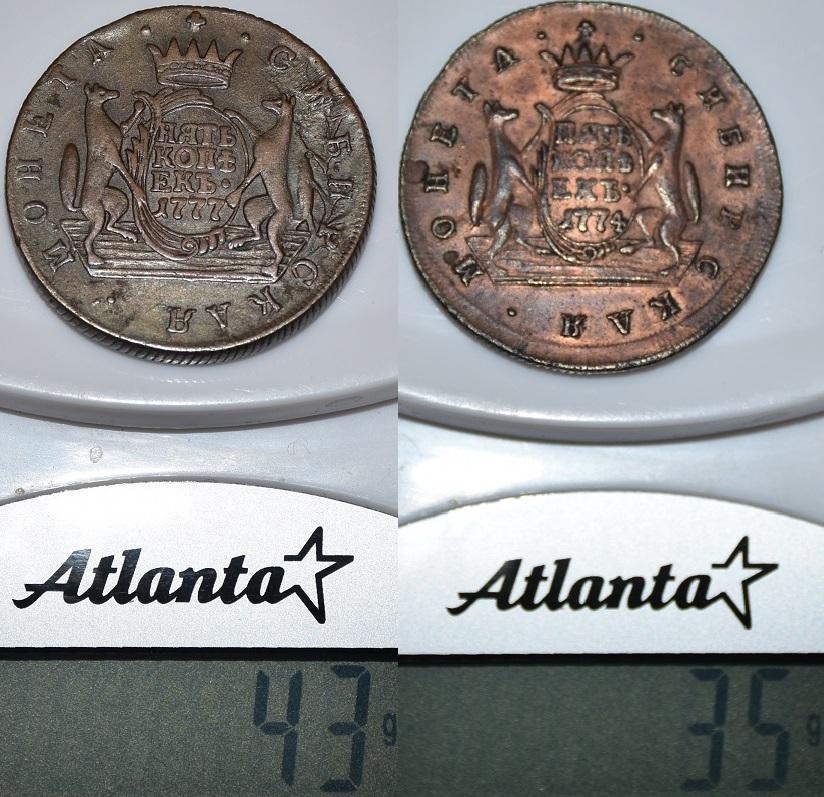 МОНЕТА СИБИРСКАЯ
ПЯТЬ
КОПѢ
ЕКЪ·
1777
Atlanta
43 g
МОНЕТА СИБИРСКАЯ
ПЯТЬ
КОПѢ
ЕКЪ·
1774
Atlanta
35 g